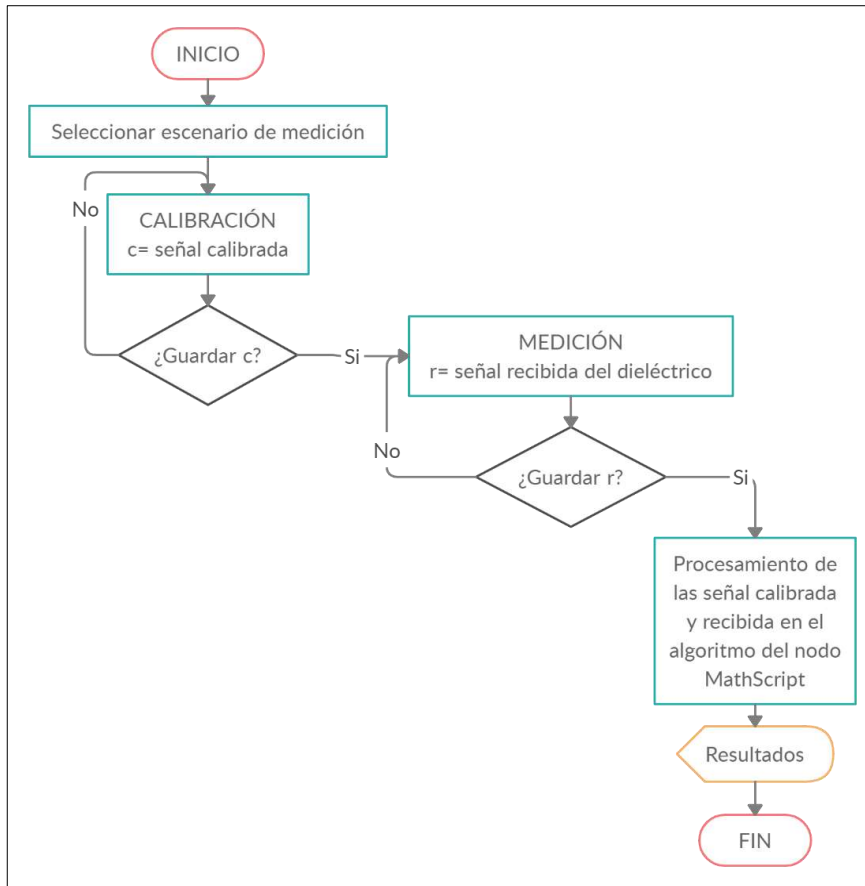 INICIO
Seleccionar escenario de medición
No
CALIBRACIÓN
c= señal calibrada
¿Guardar c?
Si
MEDICIÓN
r= señal recibida del dieléctrico
No
¿Guardar r?
Si
Procesamiento de
las señal calibrada
y recibida en el
algoritmo del nodo
MathScript
Resultados
FIN